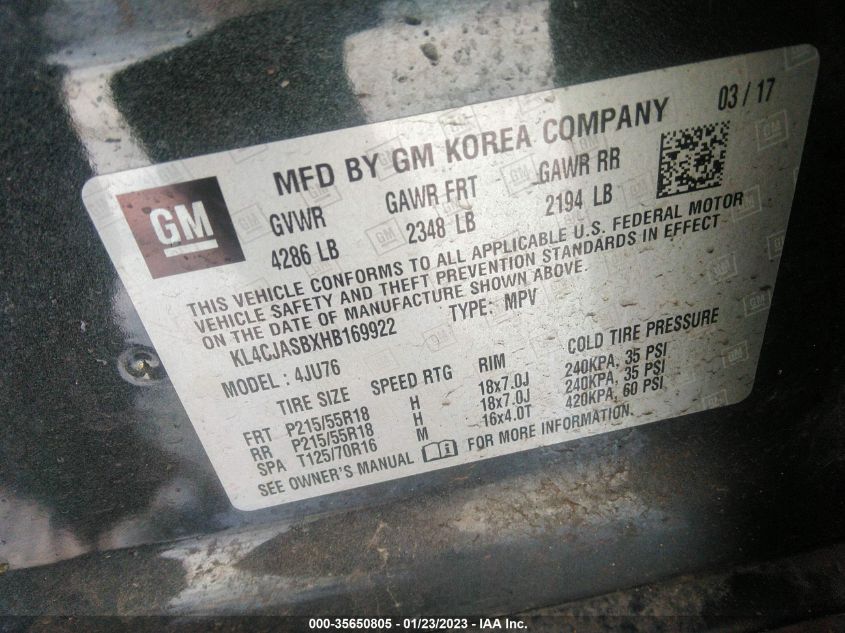 MFD BY GM KOREA COMPANY 03 / 17
GM
GVWR GAWR FRT GAWR RR
4286 LB 2348 LB 2194 LB
THIS VEHICLE CONFORMS TO ALL APPLICABLE U.S. FEDERAL MOTOR
VEHICLE SAFETY AND THEFT PREVENTION STANDARDS IN EFFECT
ON THE DATE OF MANUFACTURE SHOWN ABOVE.
KL4CJASBXHB169922 TYPE: MPV
MODEL : 4JU76
TIRE SIZE SPEED RTG RIM COLD TIRE PRESSURE
FRT P215/55R18 H 18x7.0J 240KPA, 35 PSI
RR P215/55R18 H 18x7.0J 240KPA, 35 PSI
SPA T125/70R16 M 16x4.0T 420KPA, 60 PSI
SEE OWNER'S MANUAL FOR MORE INFORMATION.
000-35650805 / 01/23/2023 - IAA Inc.